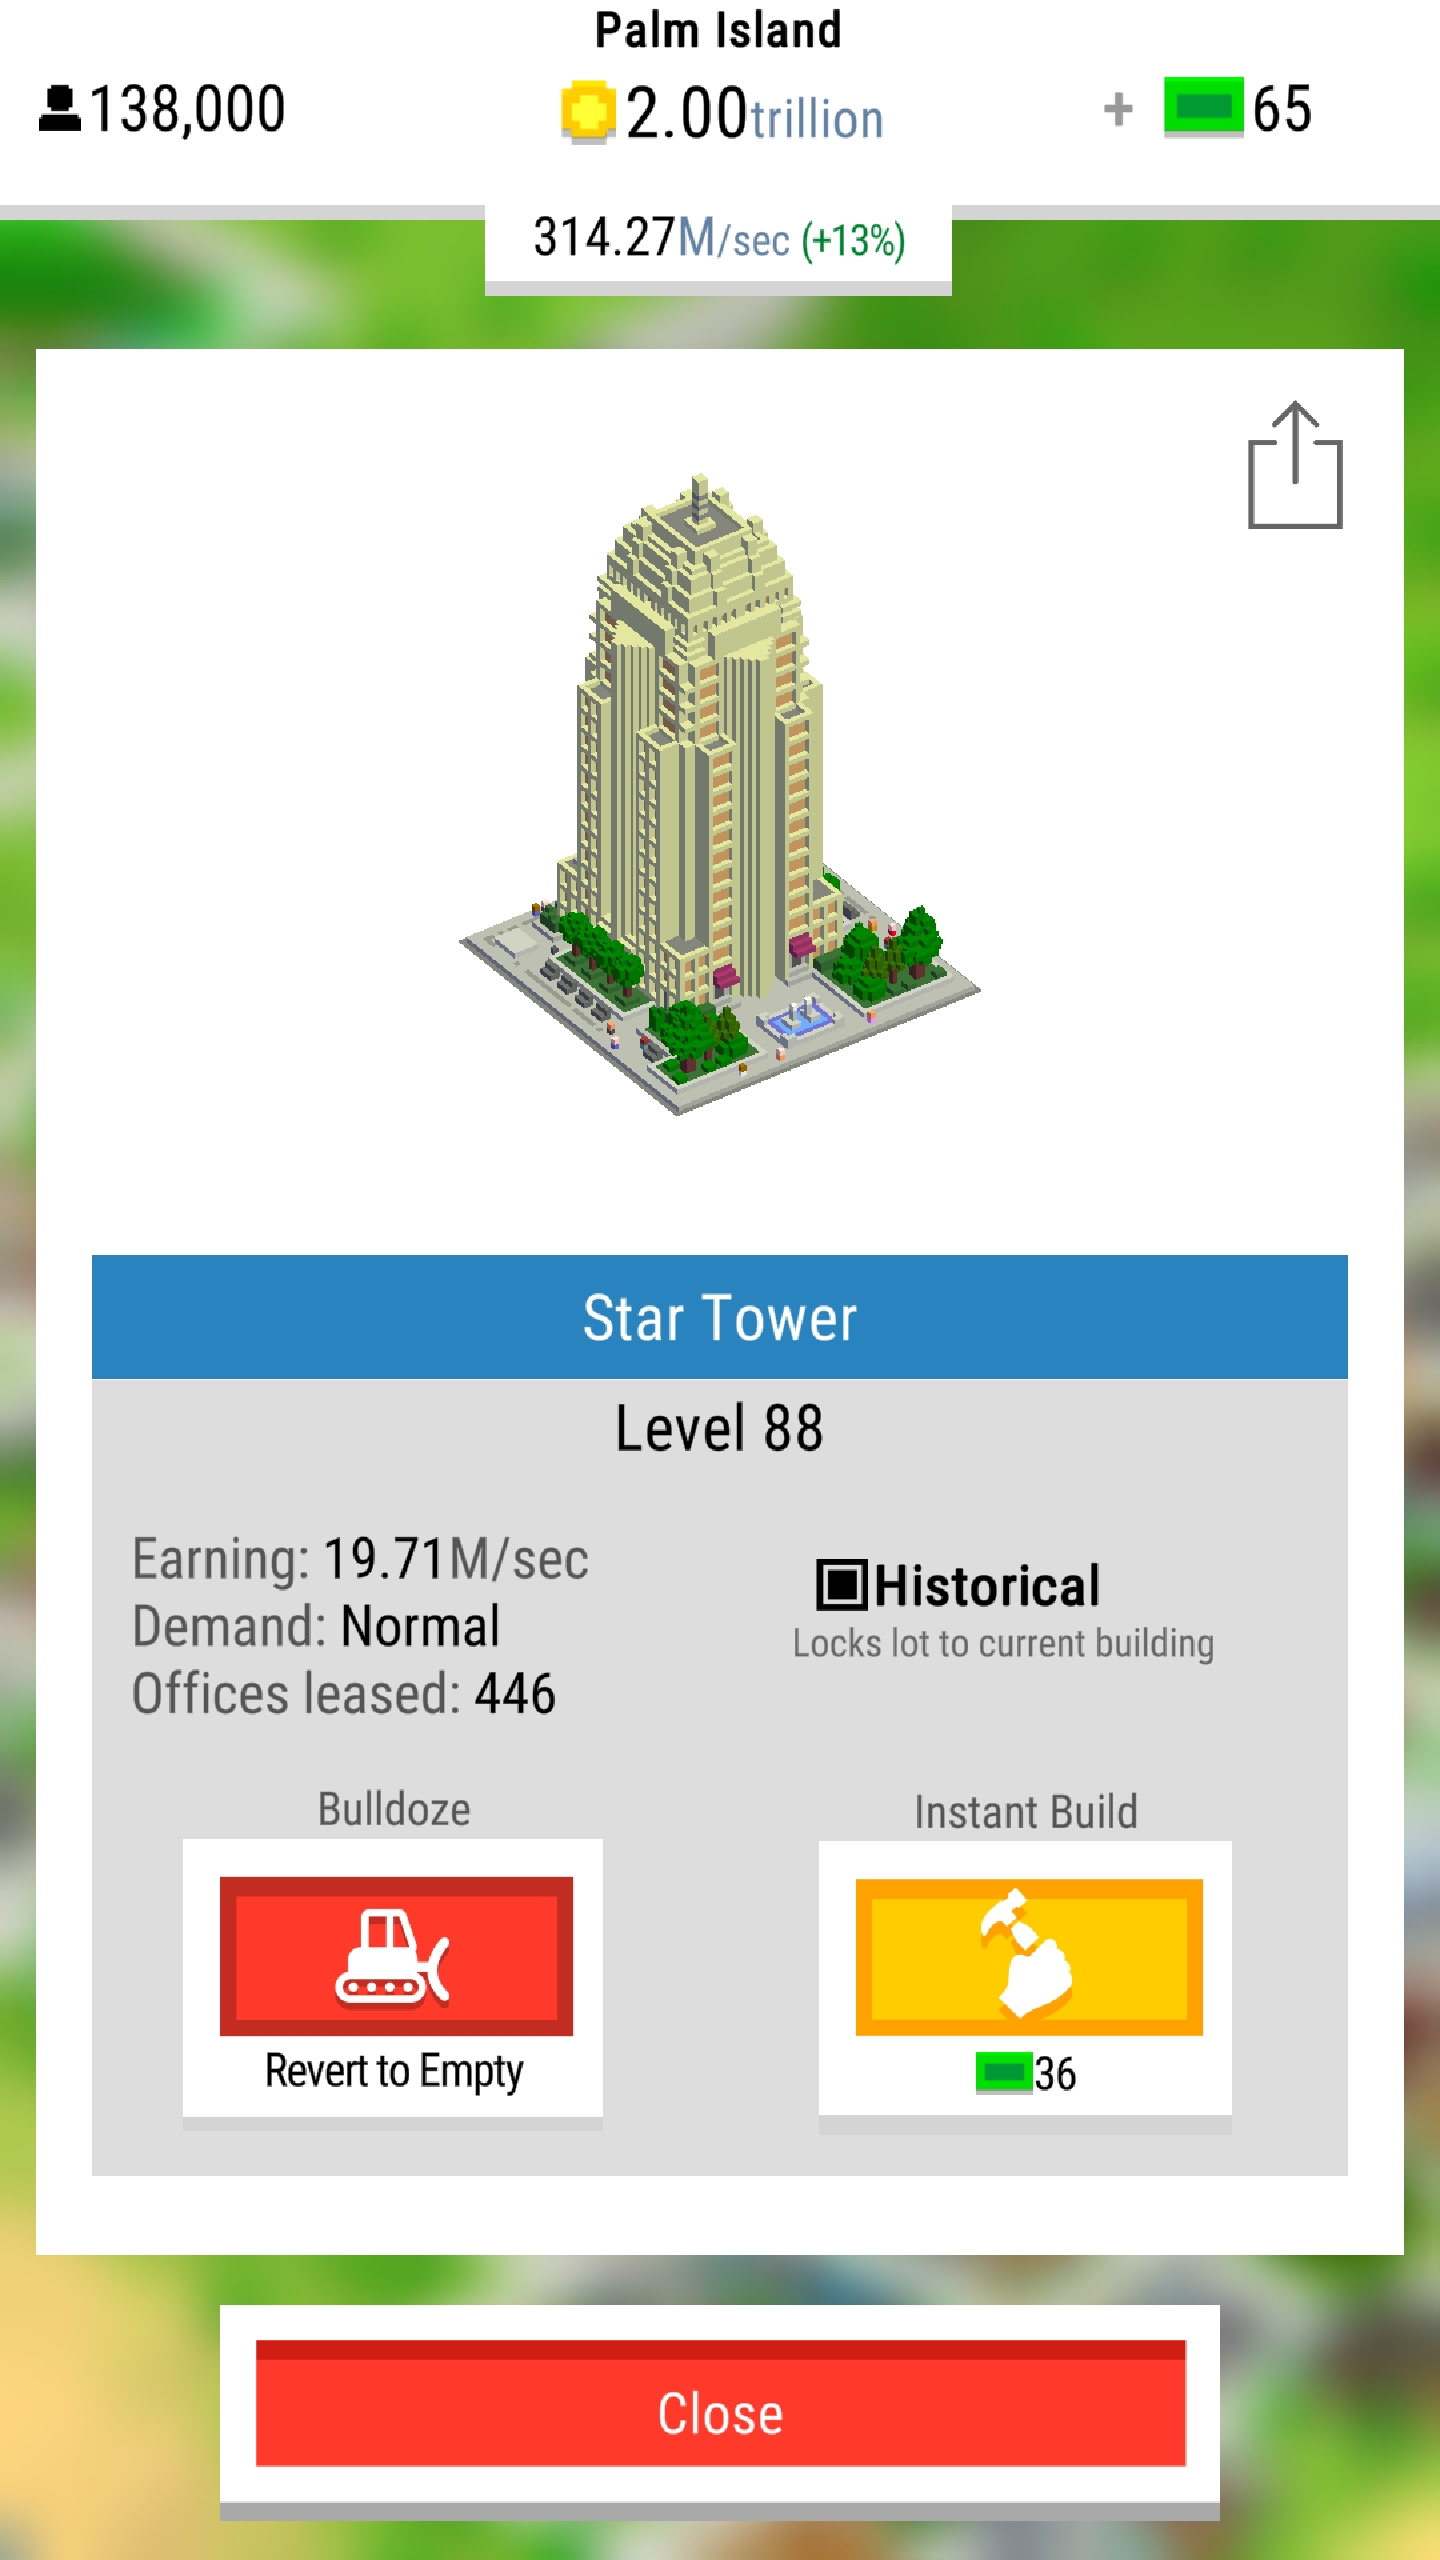 Palm Island
138,000
2.00trillion
+ 65
314.27M/sec (+13%)
Star Tower
Level 88
Earning: 19.71M/sec
Demand: Normal
Offices leased: 446
Historical
Locks lot to current building
Bulldoze
Revert to Empty
Instant Build
36
Close